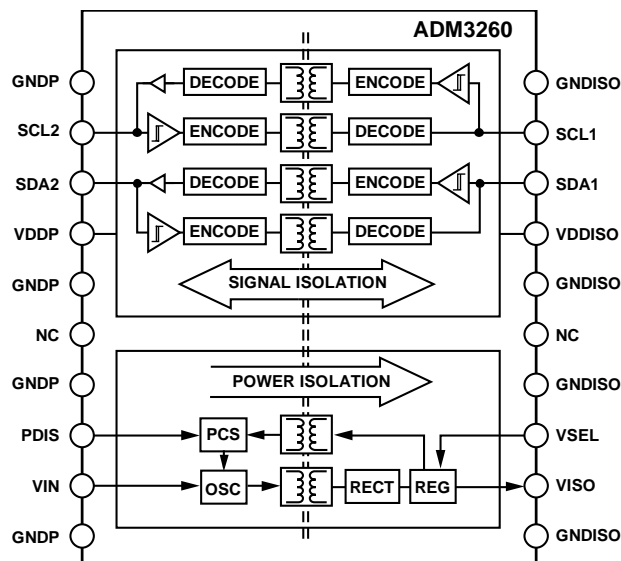 ADM3260
GNDP
DECODE
ENCODE
GNDISO
SCL2
ENCODE
DECODE
SCL1
SDA2
DECODE
ENCODE
SDA1
VDDP
ENCODE
DECODE
VDDISO
GNDP
SIGNAL ISOLATION
GNDISO
NC
NC
GNDP
POWER ISOLATION
GNDISO
PDIS
PCS
VSEL
VIN
OSC
RECT
REG
VISO
GNDP
GNDISO